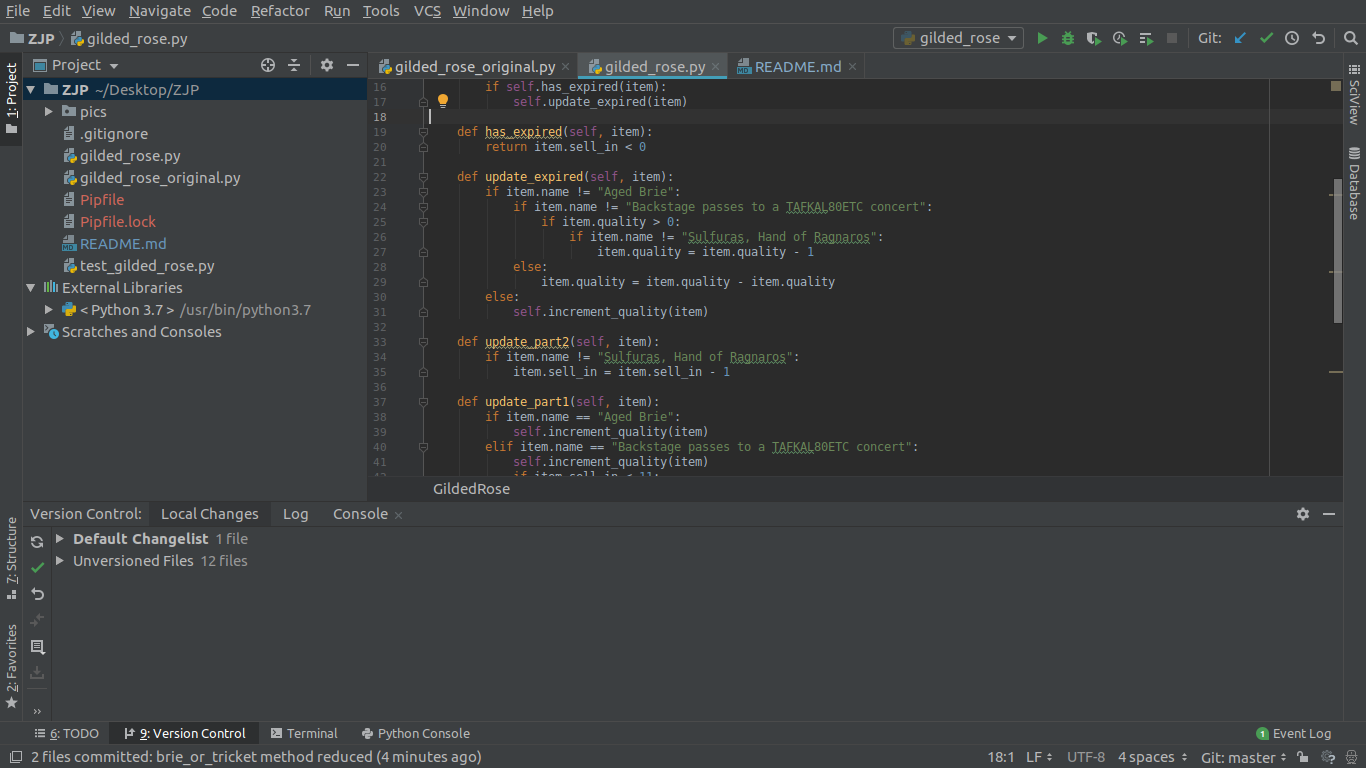 File Edit View Navigate Code Refactor Run Tools VCS Window Help
ZJP gilded_rose.py gilded_rose Git:
1: Project
Project
ZJP ~/Desktop/ZJP
pics
.gitignore
gilded_rose.py
gilded_rose_original.py
Pipfile
Pipfile.lock
README.md
test_gilded_rose.py
External Libraries
< Python 3.7 > /usr/bin/python3.7
Scratches and Consoles
gilded_rose_original.py gilded_rose.py README.md
16 if self.has_expired(item):
17 self.update_expired(item)
18
19 def has_expired(self, item):
20 return item.sell_in < 0
21
22 def update_expired(self, item):
23 if item.name != "Aged Brie":
24 if item.name != "Backstage passes to a TAFKAL80ETC concert":
25 if item.quality > 0:
26 if item.name != "Sulfuras, Hand of Ragnaros":
27 item.quality = item.quality - 1
28 else:
29 item.quality = item.quality - item.quality
30 else:
31 self.increment_quality(item)
32
33 def update_part2(self, item):
34 if item.name != "Sulfuras, Hand of Ragnaros":
35 item.sell_in = item.sell_in - 1
36
37 def update_part1(self, item):
38 if item.name == "Aged Brie":
39 self.increment_quality(item)
40 elif item.name == "Backstage passes to a TAFKAL80ETC concert":
41 self.increment_quality(item)
GildedRose
SciView
Database
7: Structure
2: Favorites
Version Control: Local Changes Log Console
Default Changelist 1 file
Unversioned Files 12 files
6: TODO 9: Version Control Terminal Python Console 1 Event Log
2 files committed: brie_or_tricket method reduced (4 minutes ago) 18:1 LF UTF-8 4 spaces Git: master